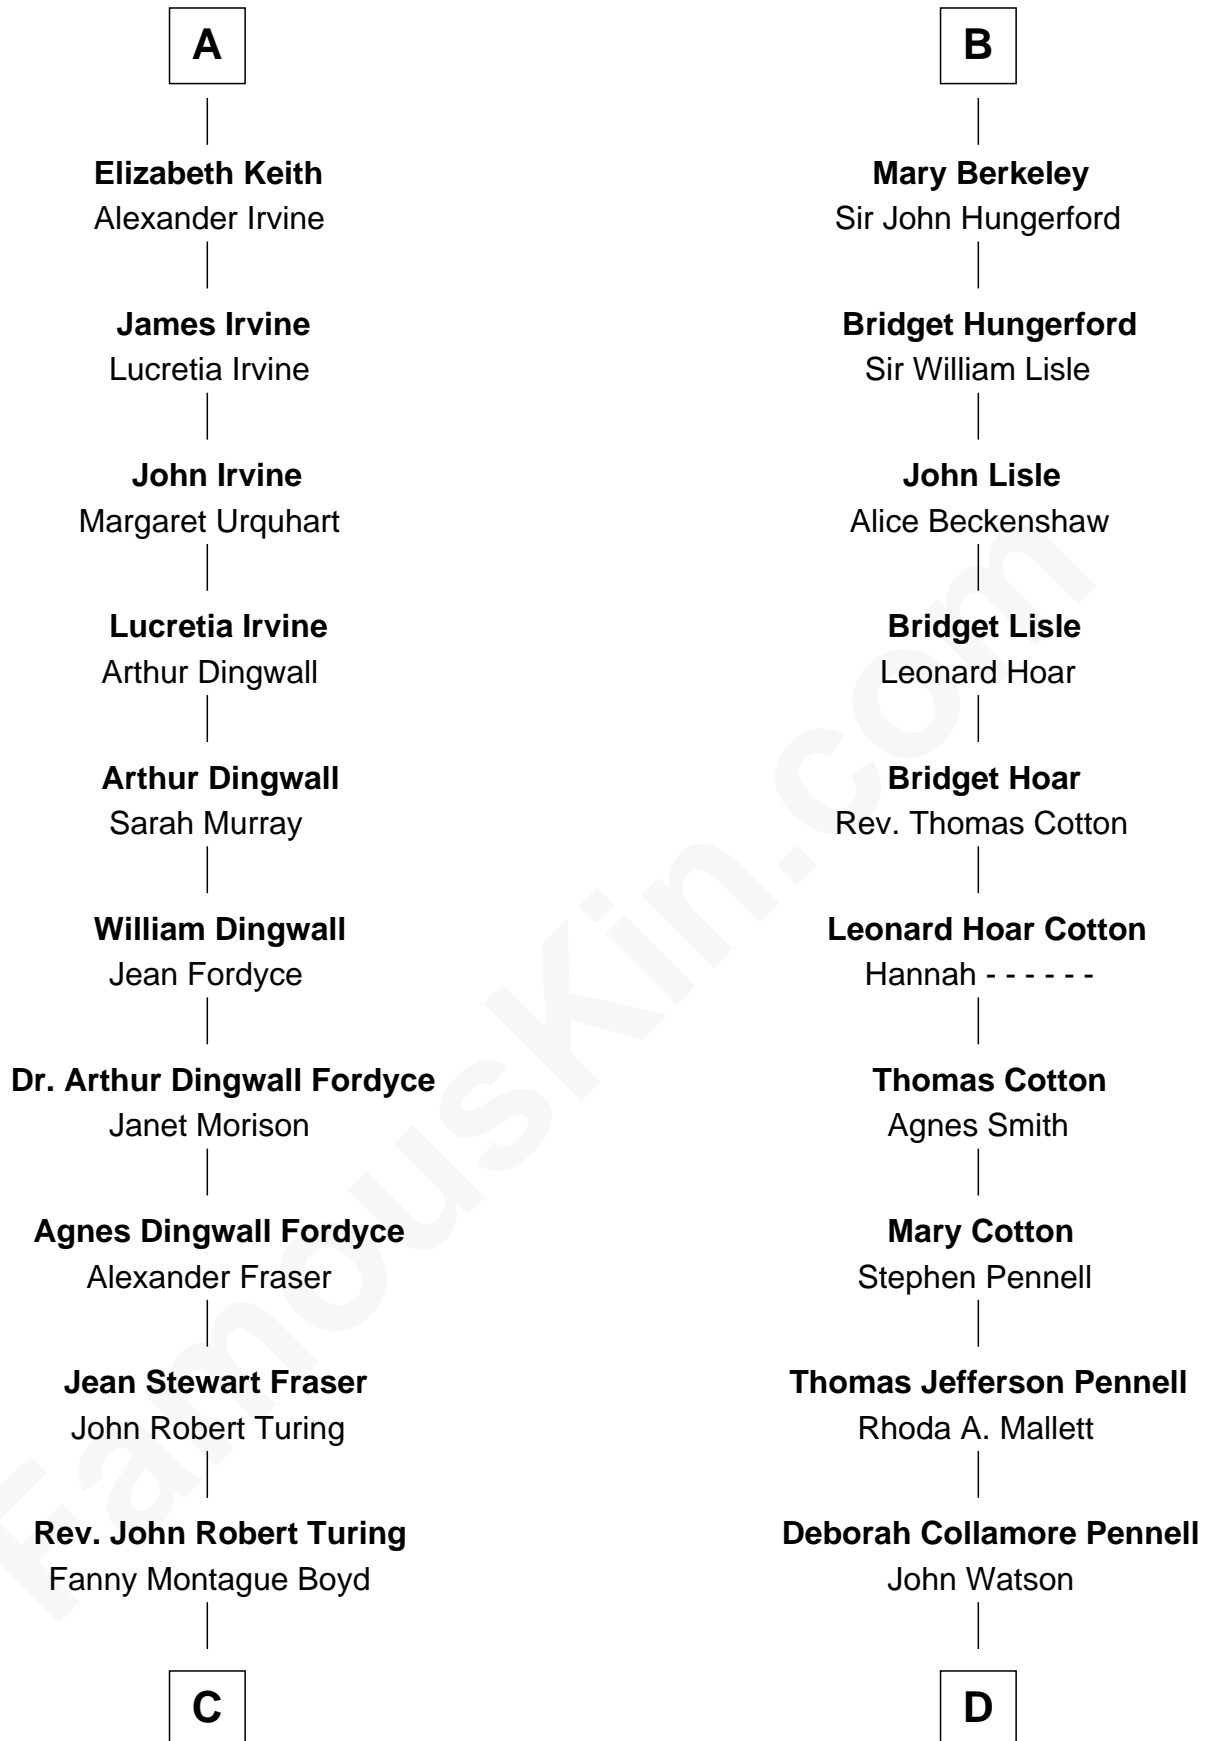 A
Elizabeth Keith
Alexander Irvine
James Irvine
Lucretia Irvine
John Irvine
Margaret Urquhart
Lucretia Irvine
Arthur Dingwall
Arthur Dingwall
Sarah Murray
William Dingwall
Jean Fordyce
Dr. Arthur Dingwall Fordyce
Janet Morison
Agnes Dingwall Fordyce
Alexander Fraser
Jean Stewart Fraser
John Robert Turing
Rev. John Robert Turing
Fanny Montague Boyd
C
B
Mary Berkeley
Sir John Hungerford
Bridget Hungerford
Sir William Lisle
John Lisle
Alice Beckenshaw
Bridget Lisle
Leonard Hoar
Bridget Hoar
Rev. Thomas Cotton
Leonard Hoar Cotton
Hannah - - - - - -
Thomas Cotton
Agnes Smith
Mary Cotton
Stephen Pennell
Thomas Jefferson Pennell
Rhoda A. Mallett
Deborah Collamore Pennell
John Watson
D
FamousKin.com